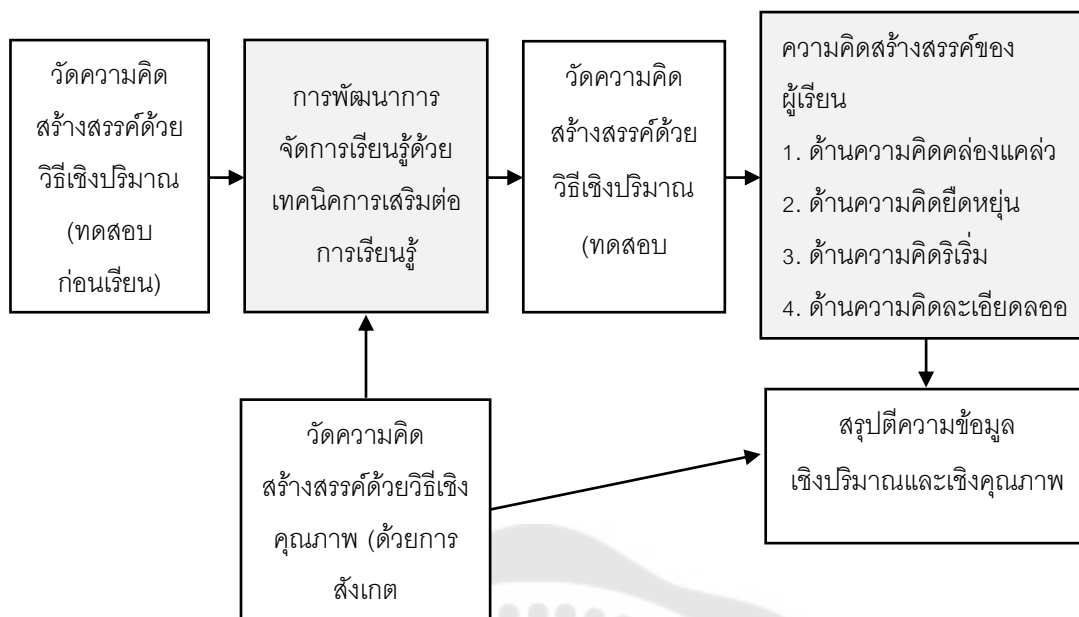 วัดความคิด
สร้างสรรค์ด้วย
วิธีเชิงปริมาณ
(ทดสอบ
ก่อนเรียน)
การพัฒนาการ
จัดการเรียนรู้ด้วย
เทคนิคการเสริมต่อ
การเรียนรู้
วัดความคิด
สร้างสรรค์ด้วย
วิธีเชิงปริมาณ
(ทดสอบ
ความคิดสร้างสรรค์ของ
ผู้เรียน
1. ด้านความคิดคล่องแคล่ว
2. ด้านความคิดยืดหยุ่น
3. ด้านความคิดริเริ่ม
4. ด้านความคิดละเอียดลออ
วัดความคิด
สร้างสรรค์ด้วยวิธีเชิง
คุณภาพ (ด้วยการ
สังเกต
สรุปตีความข้อมูล
เชิงปริมาณและเชิงคุณภาพ